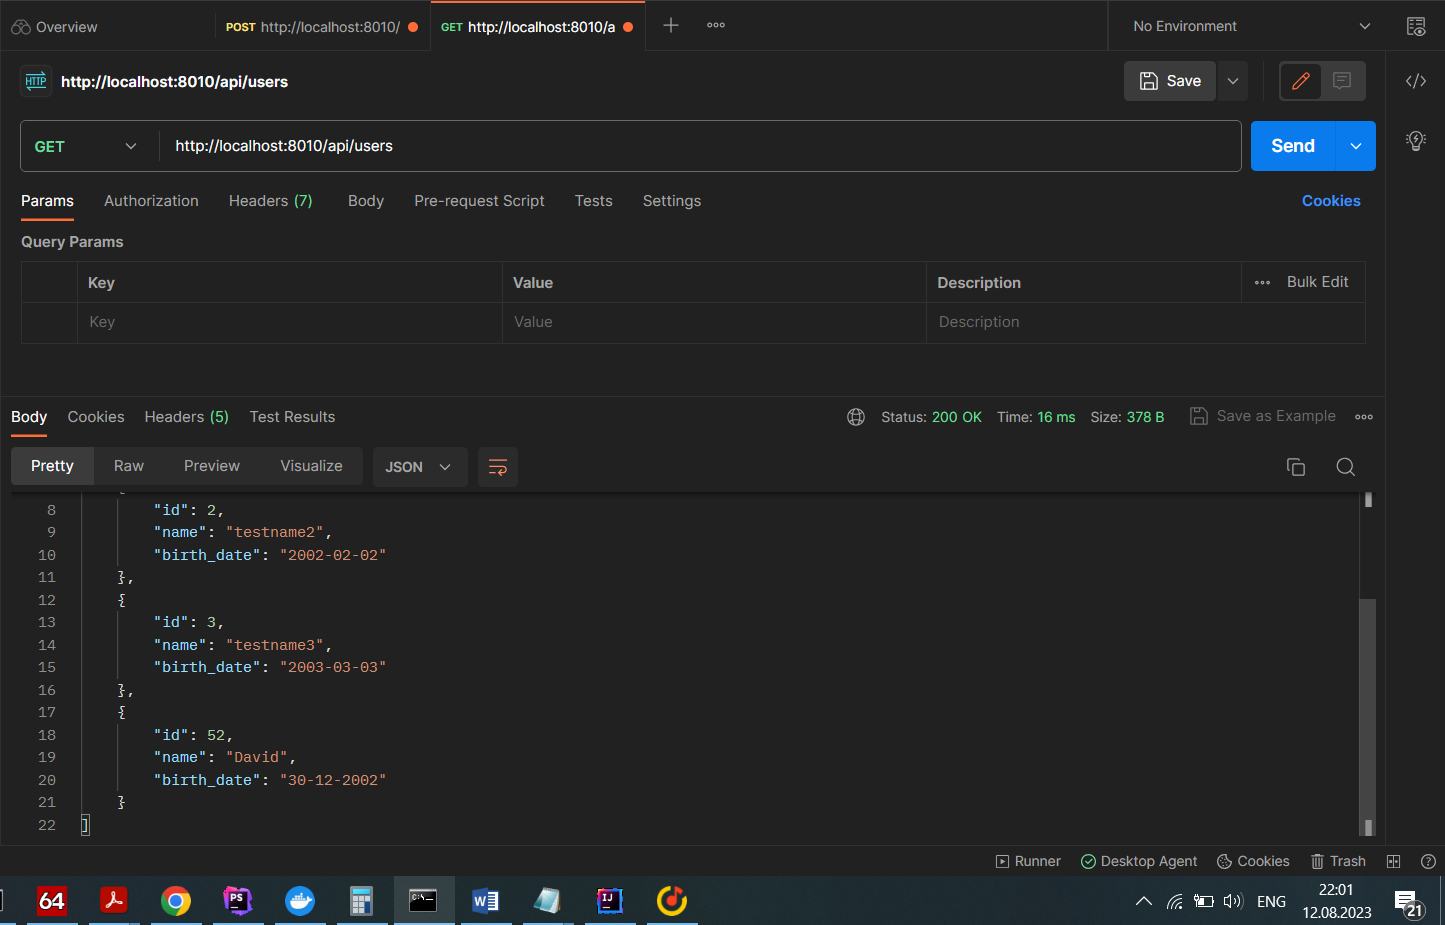 Overview
POST http://localhost:8010/
GET http://localhost:8010/a
No Environment
HTTP http://localhost:8010/api/users
Save
GET http://localhost:8010/api/users
Send
Params Authorization Headers (7) Body Pre-request Script Tests Settings Cookies
Query Params
Key Value Description Bulk Edit
Key Value Description
Body Cookies Headers (5) Test Results Status: 200 OK Time: 16 ms Size: 378 B Save as Example
Pretty Raw Preview Visualize JSON
8 "id": 2,
9 "name": "testname2",
10 "birth_date": "2002-02-02"
11 },
12 {
13 "id": 3,
14 "name": "testname3",
15 "birth_date": "2003-03-03"
16 },
17 {
18 "id": 52,
19 "name": "David",
20 "birth_date": "30-12-2002"
21 }
22 ]
Runner Desktop Agent Cookies Trash
64 PS C:\ W IJ ENG 22:01
12.08.2023 21